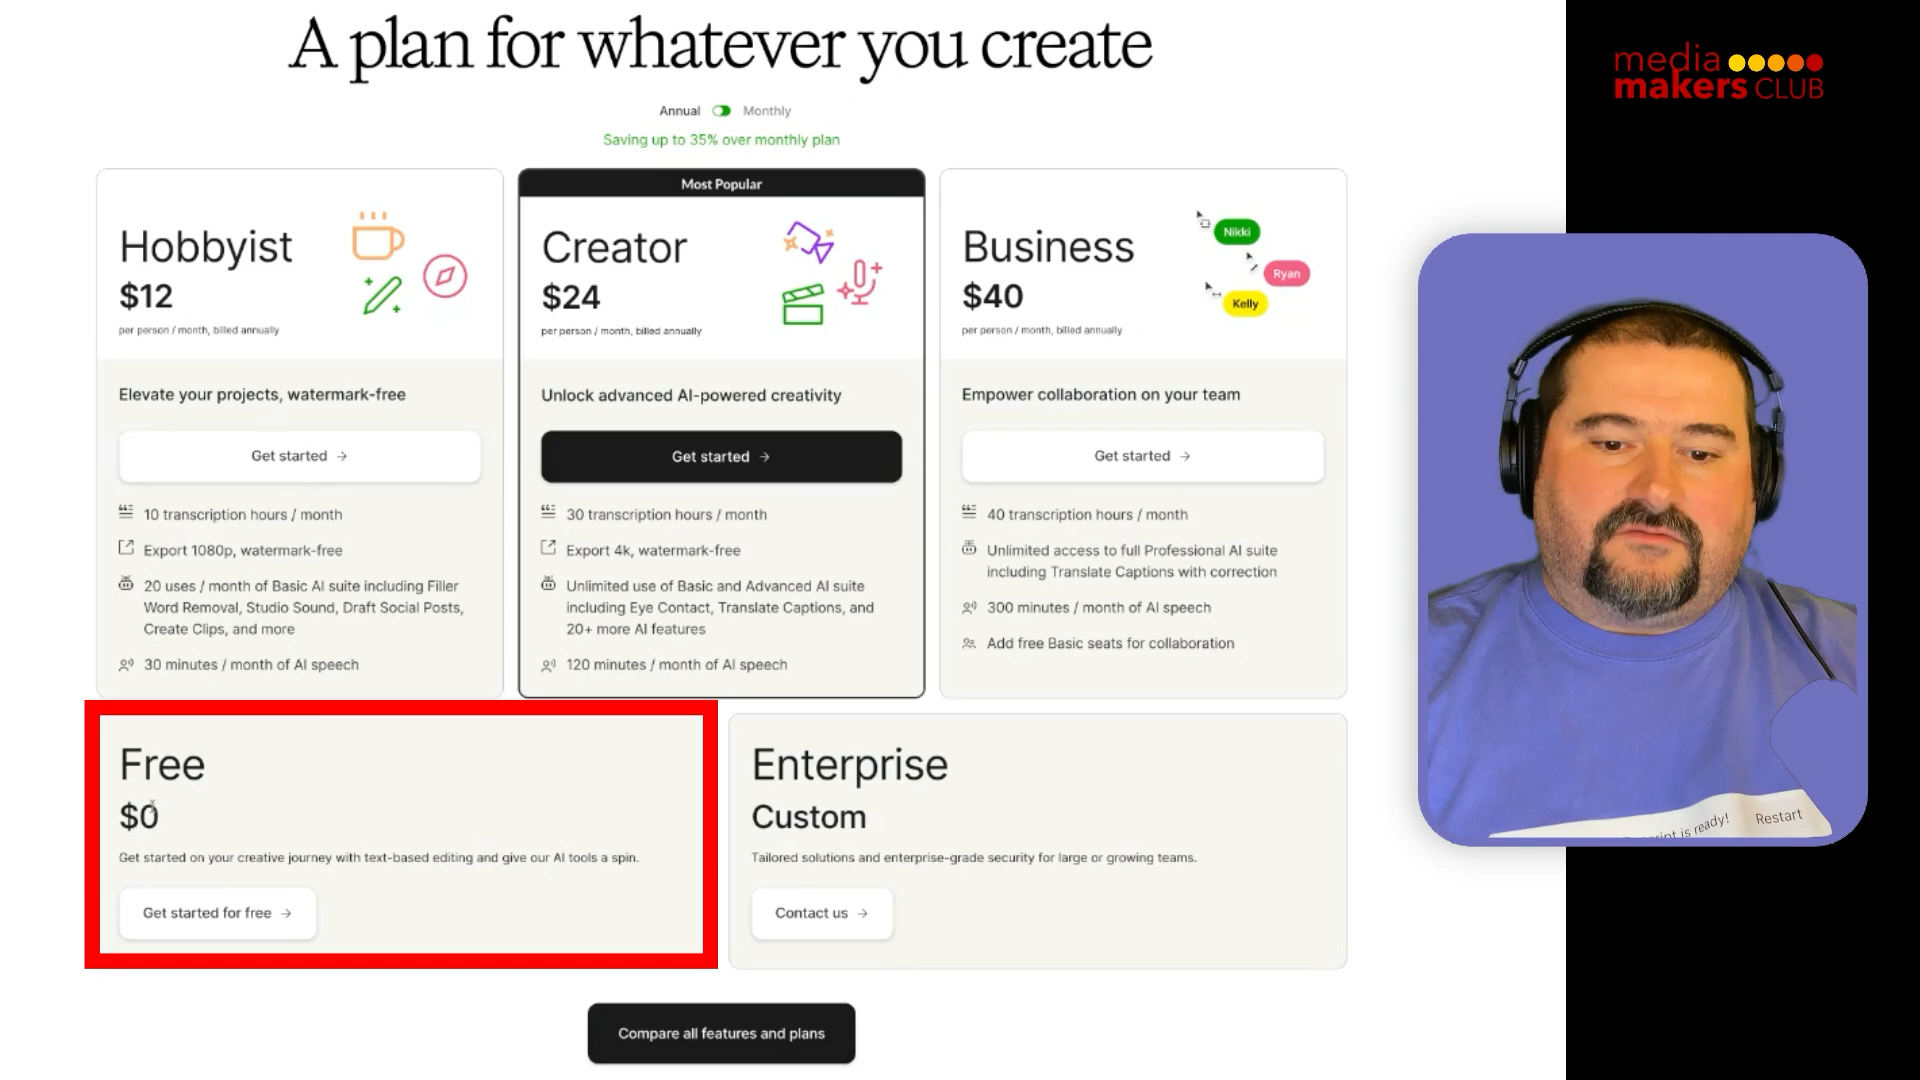 A plan for whatever you create
Annual Monthly
Saving up to 35% over monthly plan
Hobbyist
$12
per person / month, billed annually
Elevate your projects, watermark-free
Get started →
10 transcription hours / month
Export 1080p, watermark-free
20 uses / month of Basic AI suite including Filler
Word Removal, Studio Sound, Draft Social Posts,
Create Clips, and more
30 minutes / month of AI speech
Most Popular
Creator
$24
per person / month, billed annually
Unlock advanced AI-powered creativity
Get started →
30 transcription hours / month
Export 4k, watermark-free
Unlimited use of Basic and Advanced AI suite
including Eye Contact, Translate Captions, and
20+ more AI features
120 minutes / month of AI speech
Business
$40
per person / month, billed annually
Nikki
Ryan
Kelly
Empower collaboration on your team
Get started →
40 transcription hours / month
Unlimited access to full Professional AI suite
including Translate Captions with correction
300 minutes / month of AI speech
Add free Basic seats for collaboration
Free
$0
Get started on your creative journey with text-based editing and give our AI tools a spin.
Get started for free →
Enterprise
Custom
Tailored solutions and enterprise-grade security for large or growing teams.
Contact us →
Compare all features and plans
media
makers CLUB
is ready! Restart